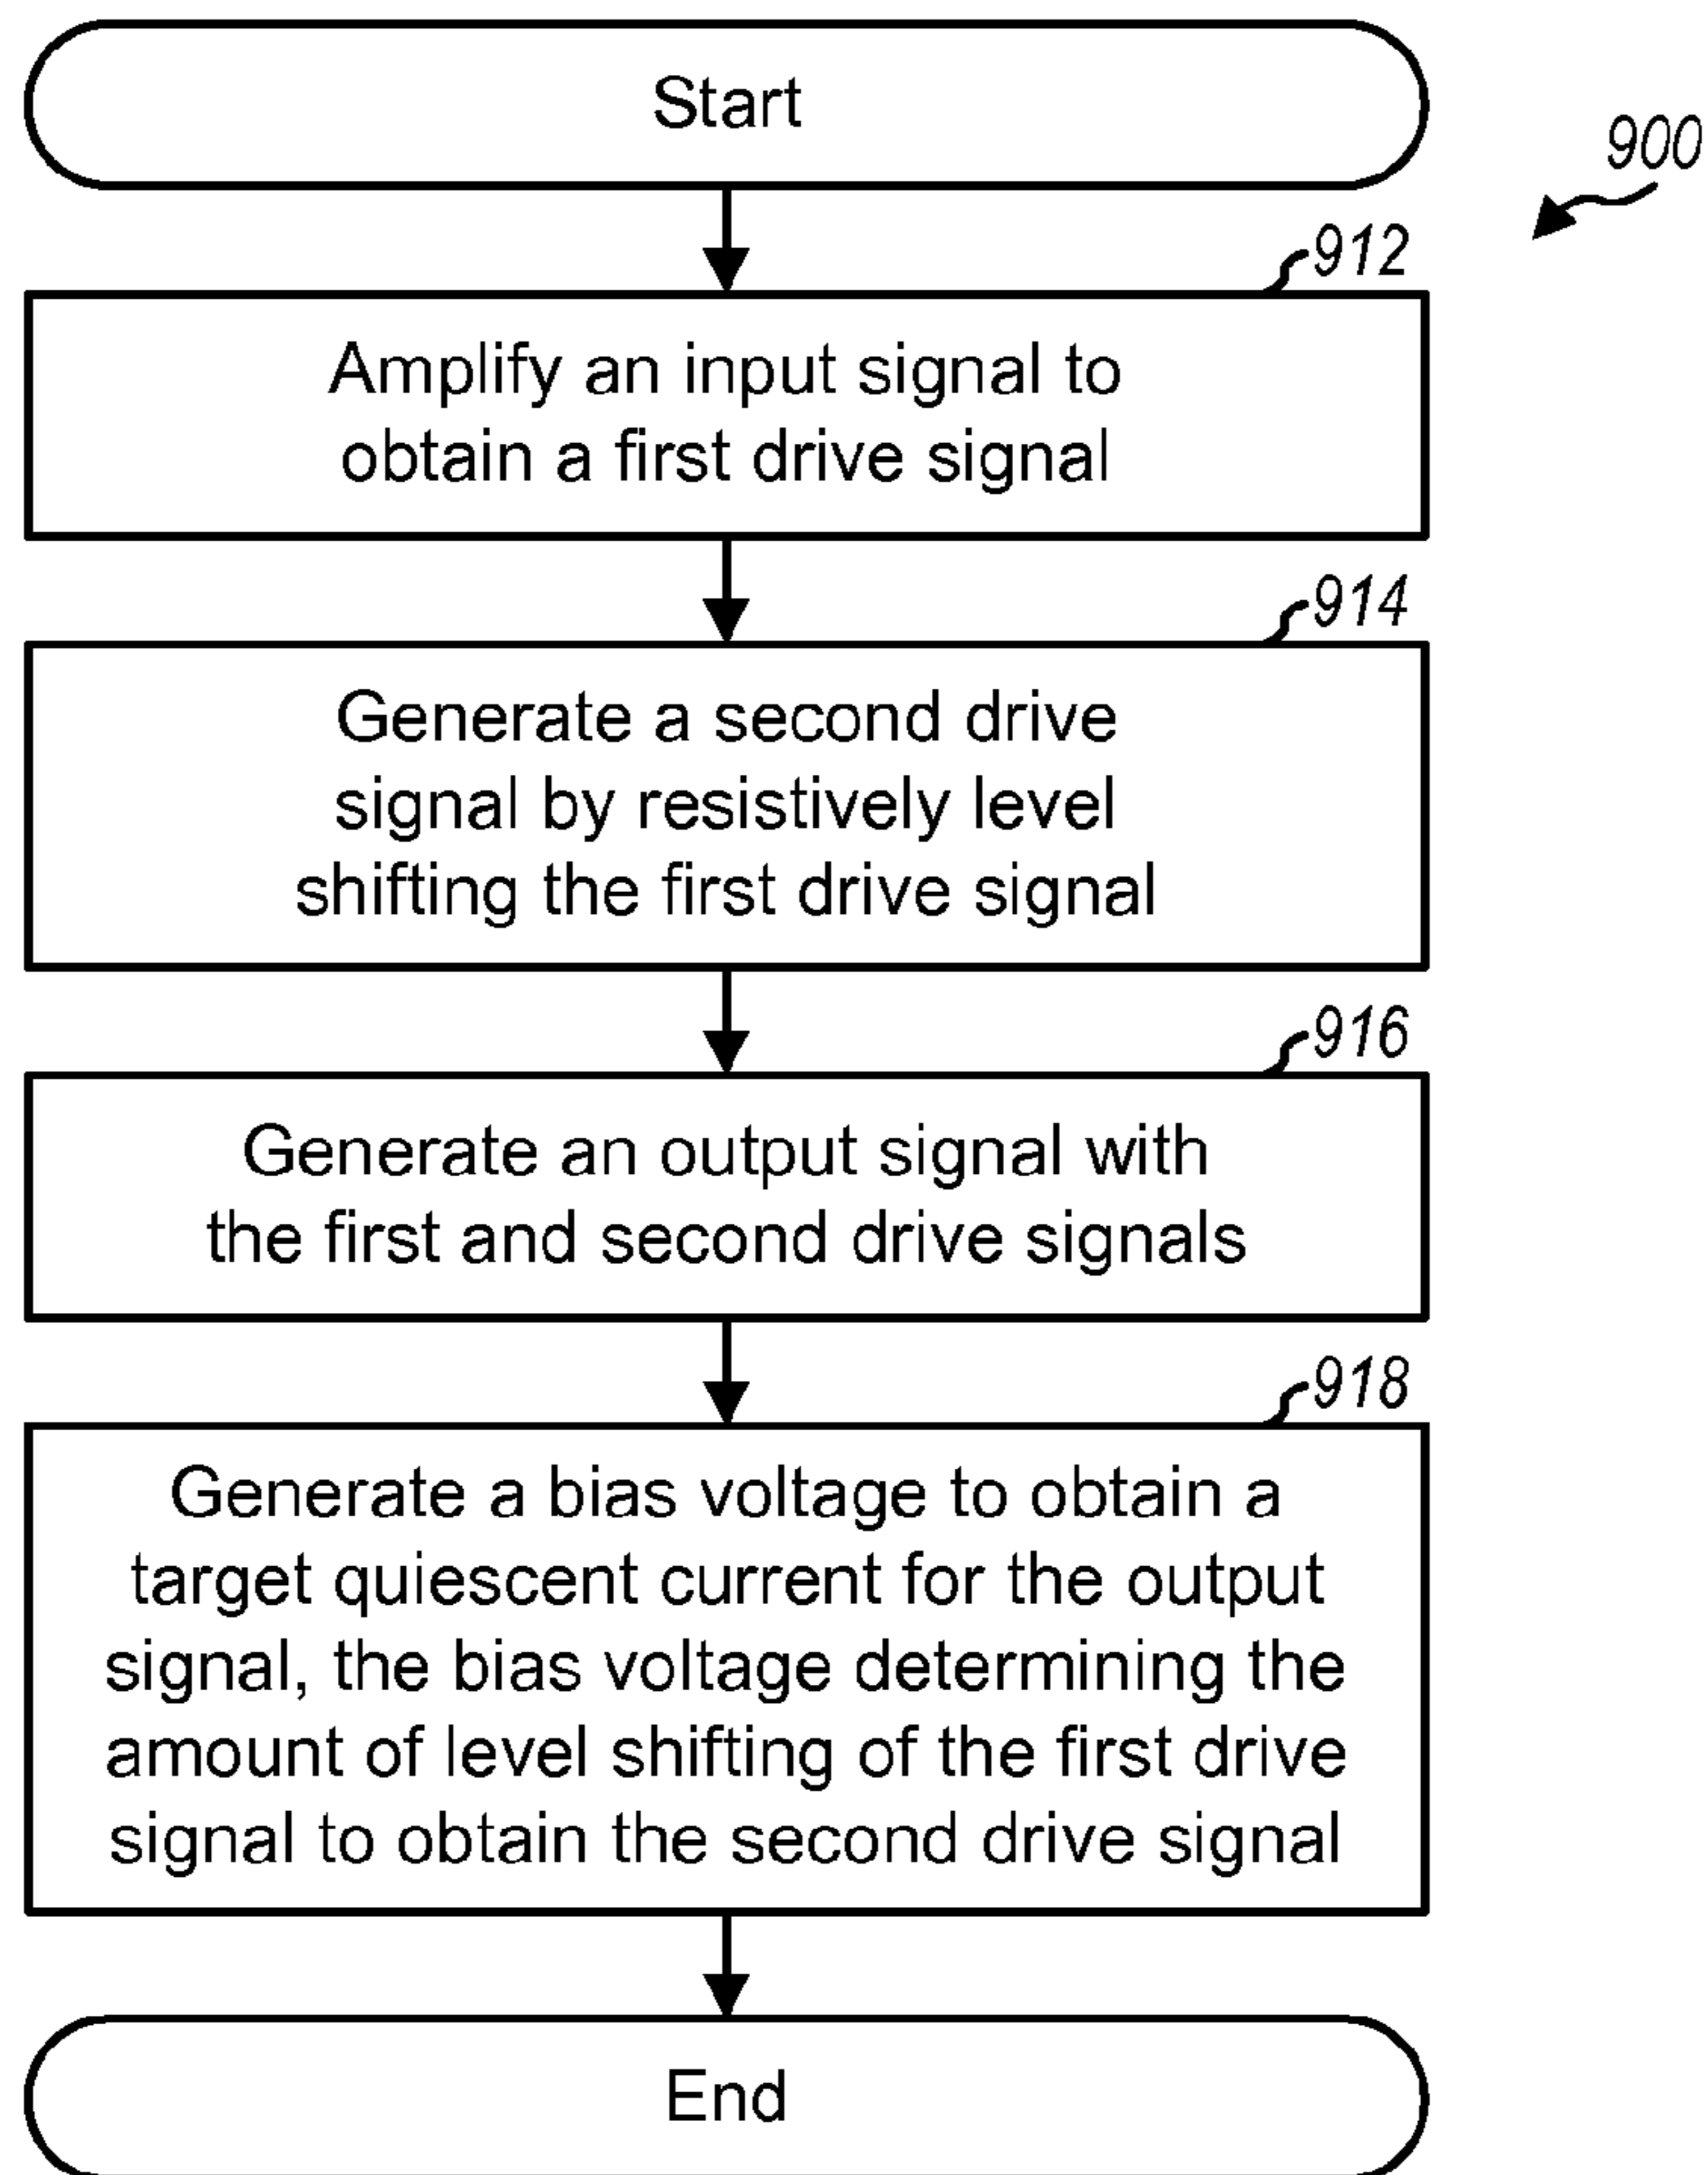 Start
900
912
Amplify an input signal to
obtain a first drive signal
914
Generate a second drive
signal by resistively level
shifting the first drive signal
916
Generate an output signal with
the first and second drive signals
918
Generate a bias voltage to obtain a
target quiescent current for the output
signal, the bias voltage determining the
amount of level shifting of the first drive
signal to obtain the second drive signal
End